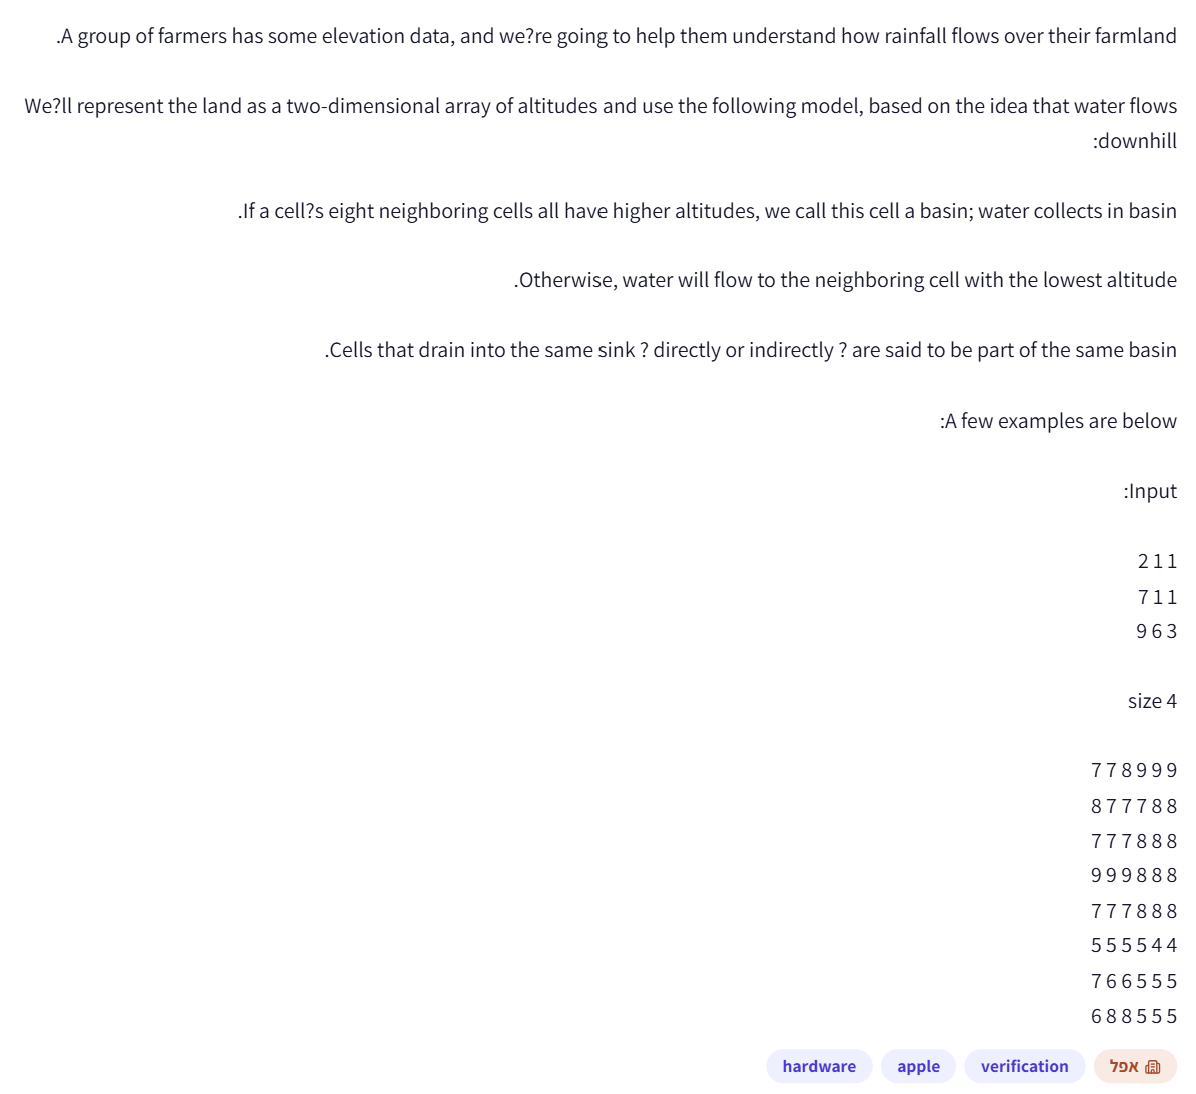 .A group of farmers has some elevation data, and we?re going to help them understand how rainfall flows over their farmland
We?ll represent the land as a two-dimensional array of altitudes and use the following model, based on the idea that water flows
:downhill
.If a cell?s eight neighboring cells all have higher altitudes, we call this cell a basin; water collects in basin
.Otherwise, water will flow to the neighboring cell with the lowest altitude
.Cells that drain into the same sink ? directly or indirectly ? are said to be part of the same basin
:A few examples are below
:Input
2 1 1
7 1 1
9 6 3
size 4
7 7 8 9 9 9
8 7 7 7 8 8
7 7 7 8 8 8
9 9 9 8 8 8
7 7 7 8 8 8
5 5 5 5 4 4
7 6 6 5 5 5
6 8 8 5 5 5
hardware apple verification אפל